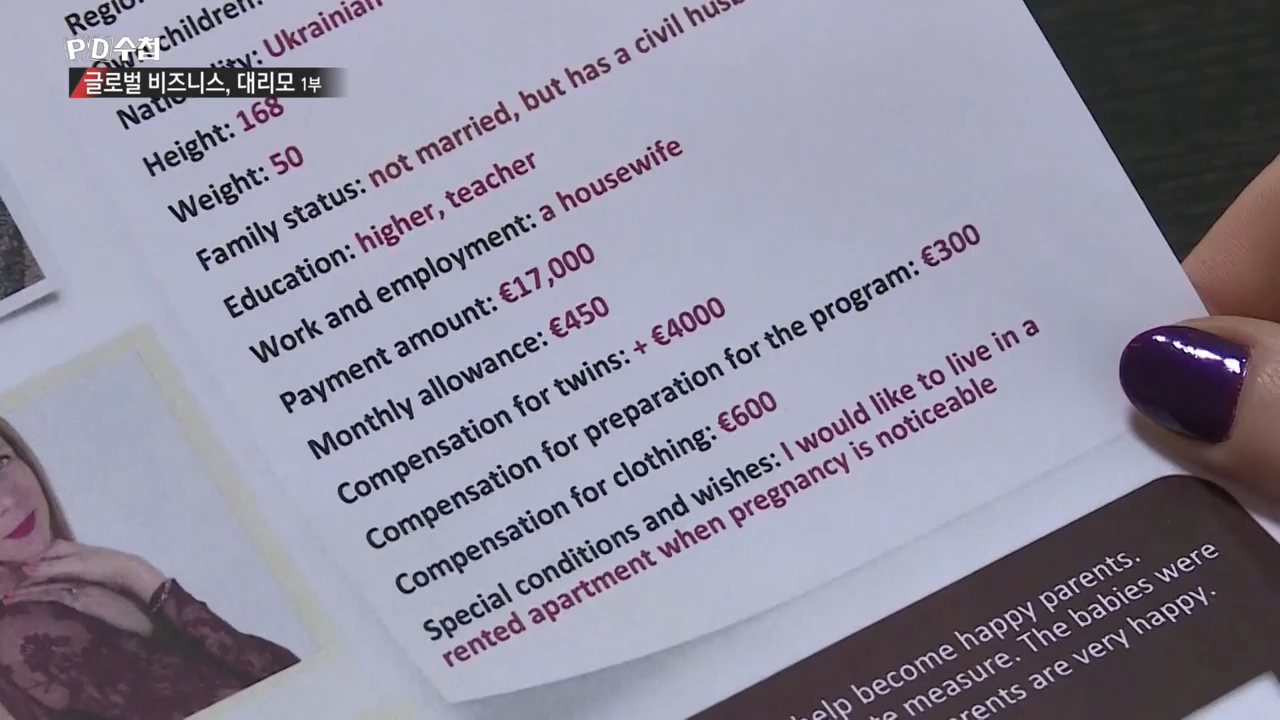 PD수첩
글로벌 비즈니스, 대리모 1부
children:
Ukrainian
Height: 168
Weight: 50
Family status: not married, but has a civil
Education: higher, teacher
Work and employment: a housewife
Payment amount: €17,000
Monthly allowance: €450
Compensation for twins: + €4000
Compensation for preparation for the program: €300
Compensation for clothing: €600
Special conditions and wishes: I would like to live in a
rented apartment when pregnancy is noticeable
help become happy parents.
measure. The babies were
are very happy.